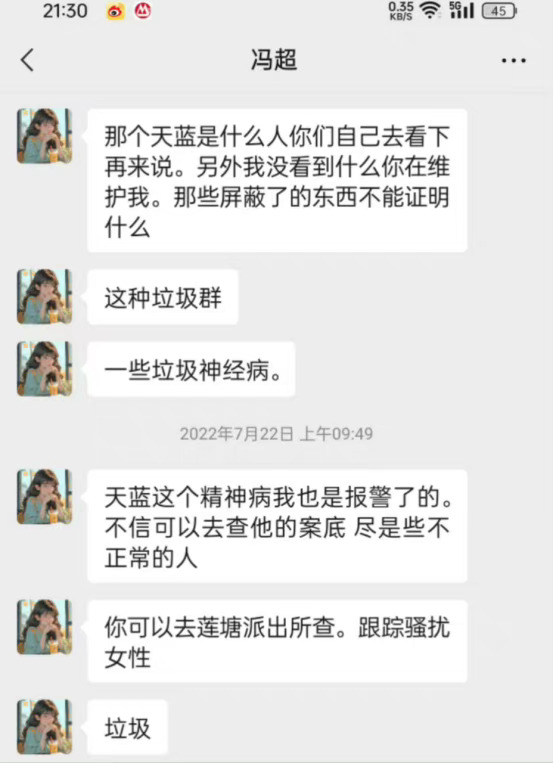 21:30
0.35
KB/S
5G
45
冯超
那个天蓝是什么人你们自己去看下
再来说。另外我没看到什么你在维
护我。那些屏蔽了的东西不能证明
什么
这种垃圾群
一些垃圾神经病。
2022年7月22日 上午09:49
天蓝这个精神病我也是报警了的。
不信可以去查他的案底 尽是些不
正常的人
你可以去莲塘派出所查。跟踪骚扰
女性
垃圾